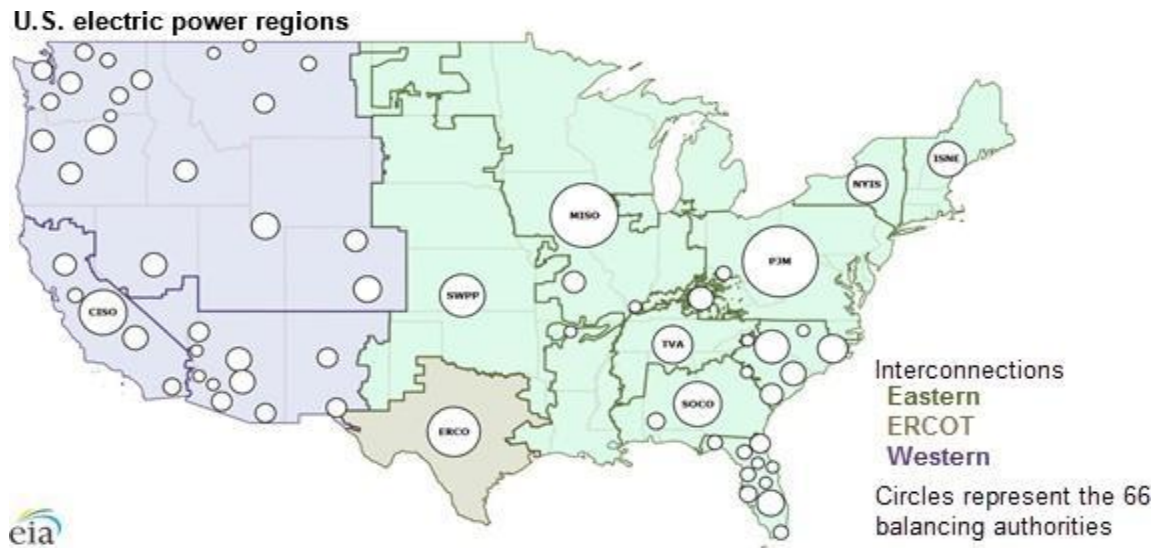 U.S. electric power regions
ISNE
NYIS
MISO
PJM
SWPP
CISO
TVA
SOCO
ERCO
Interconnections
Eastern
ERCOT
Western
Circles represent the 66
balancing authorities
eia